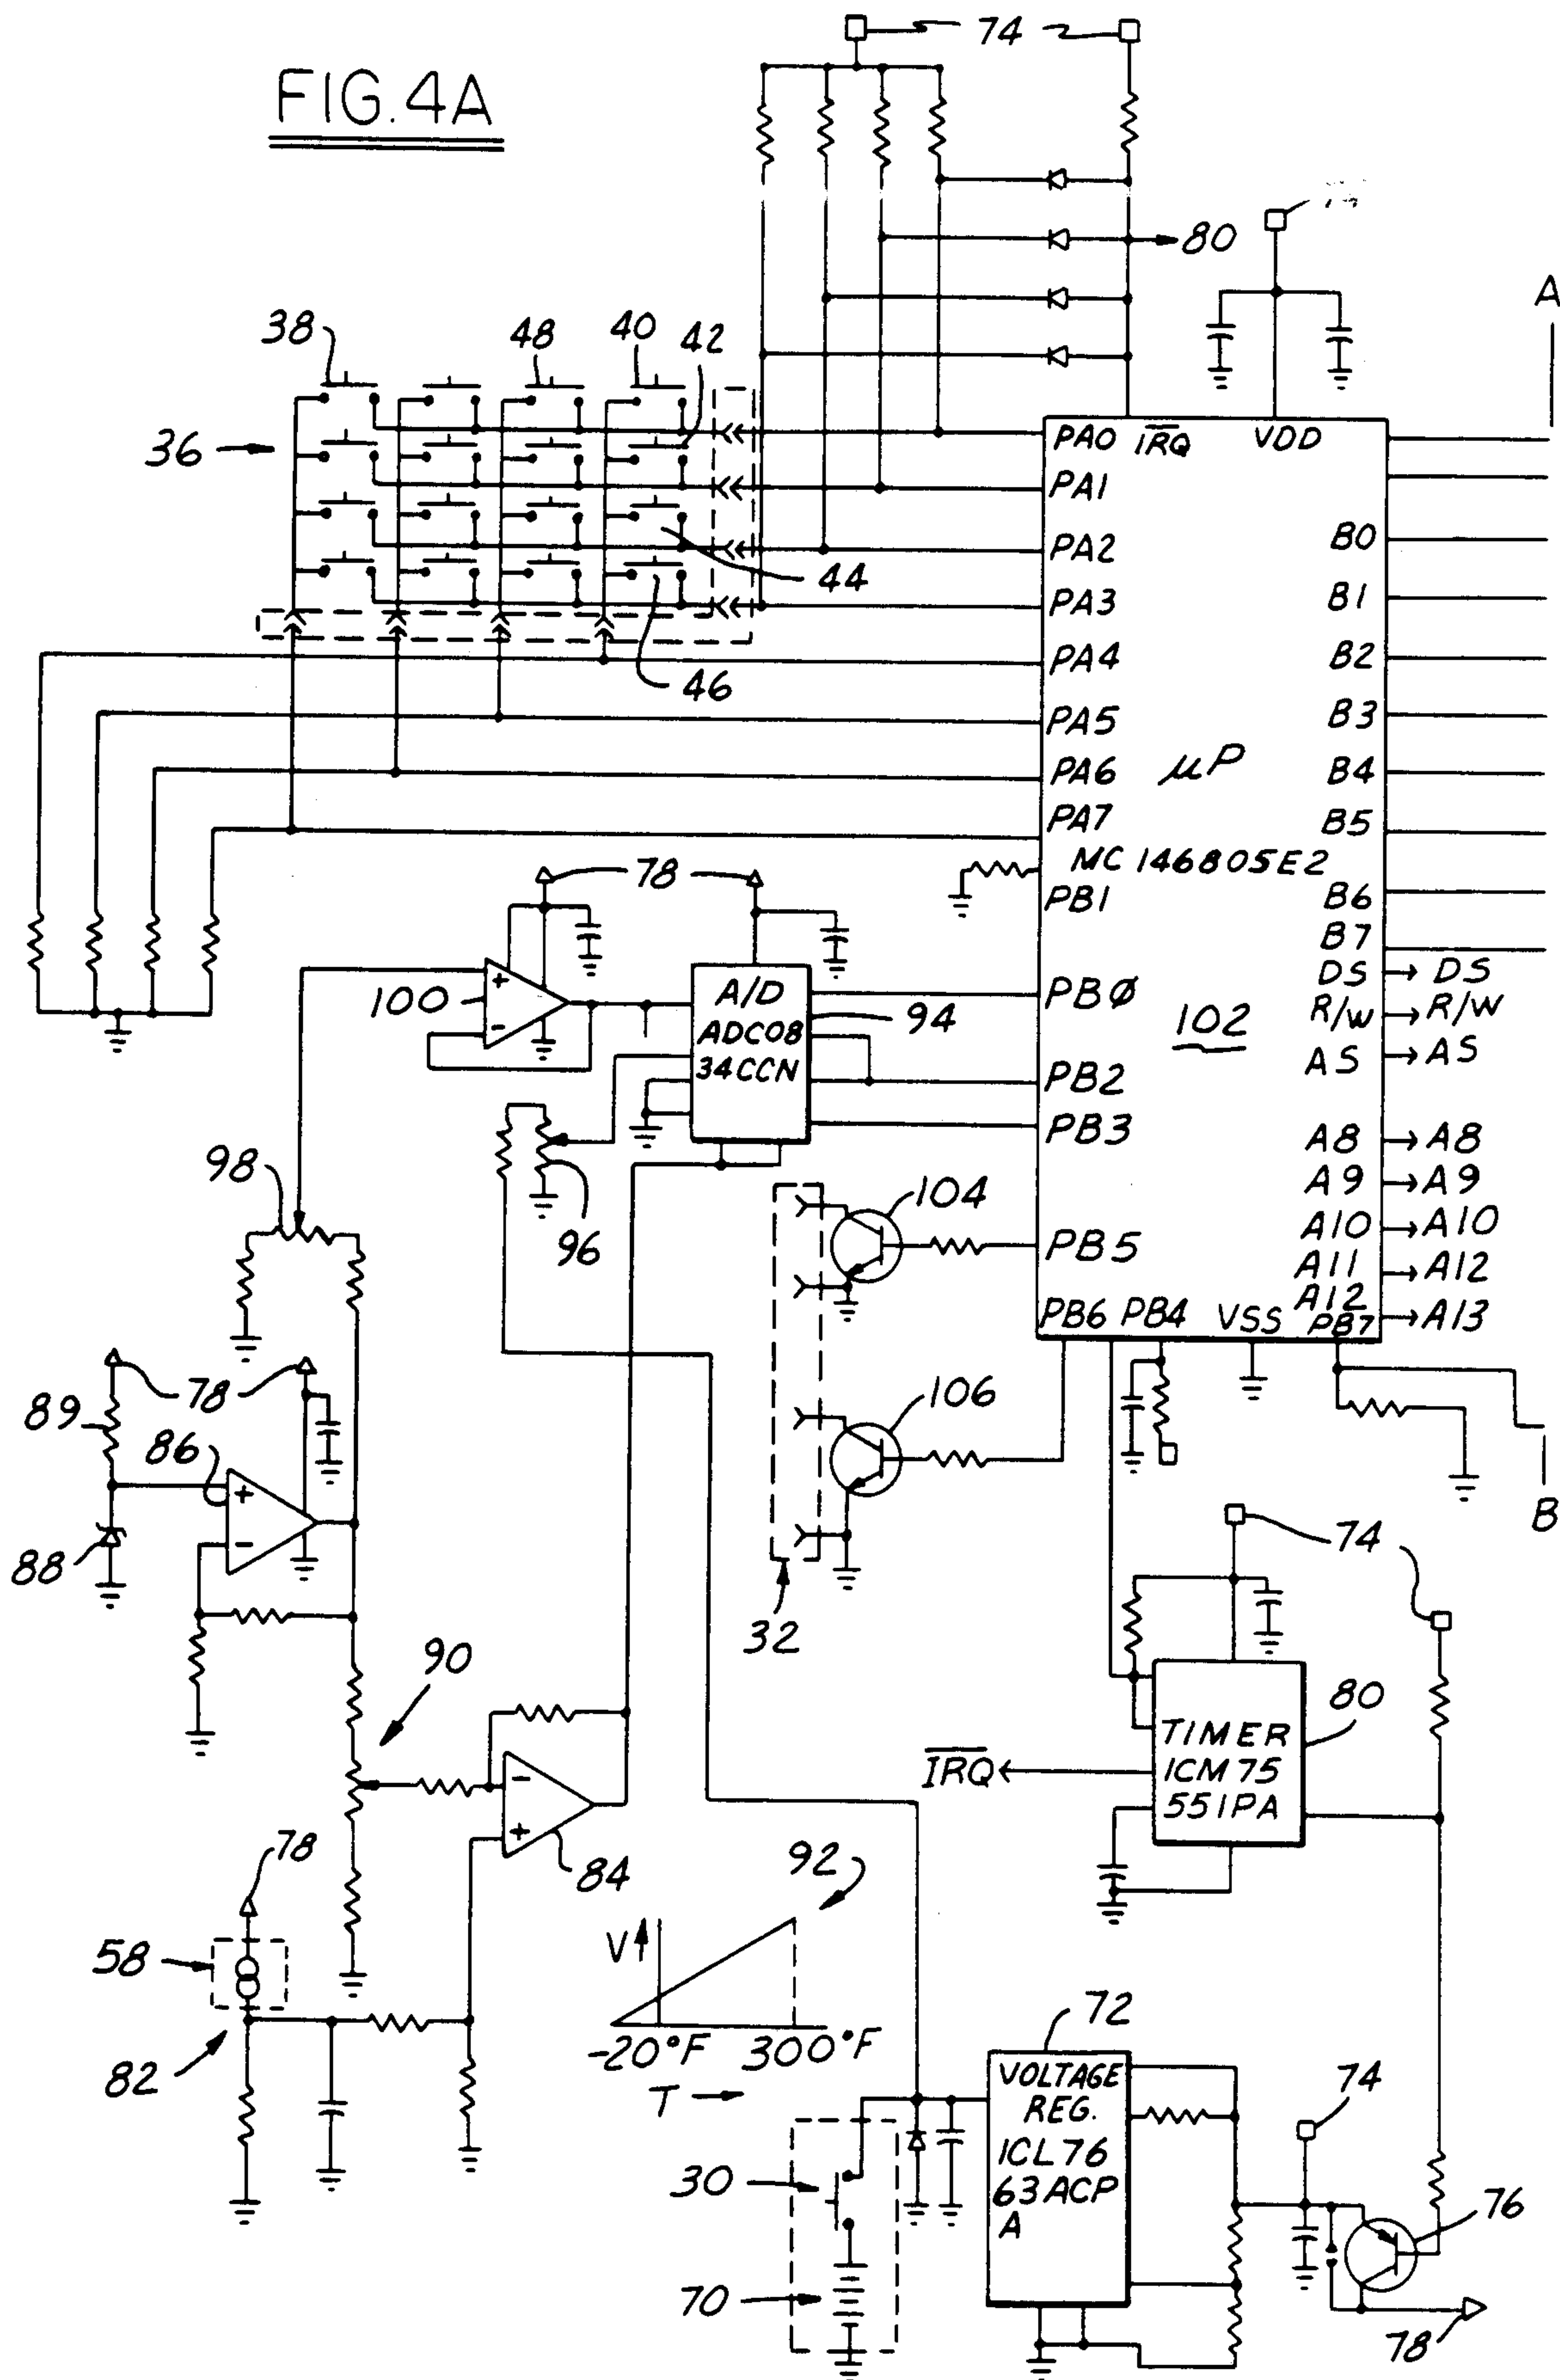 FIG. 4A
74
80
A
38
48
40
42
36
44
46
PA0 IRQ VDD
PA1
PA2
PA3
PA4
PA5
PA6
PA7
µP
MC 146805E2
PB1
PBØ
102
PB2
PB3
PB5
PB6 PB4 VSS PB7
B0
B1
B2
B3
B4
B5
B6
B7
DS DS
R/W R/W
AS AS
A8 A8
A9 A9
A10 A10
A11 A12
A12 A13
78
100
A/D
ADC08
34CCN
94
98
96
104
106
32
B
78
89
86
88
90
84
78
58
82
92
V
-20°F 300°F
T
74
80
TIMER
ICM75
55IPA
IRQ
72
VOLTAGE
REG.
ICL76
63ACP
A
30
70
74
76
78